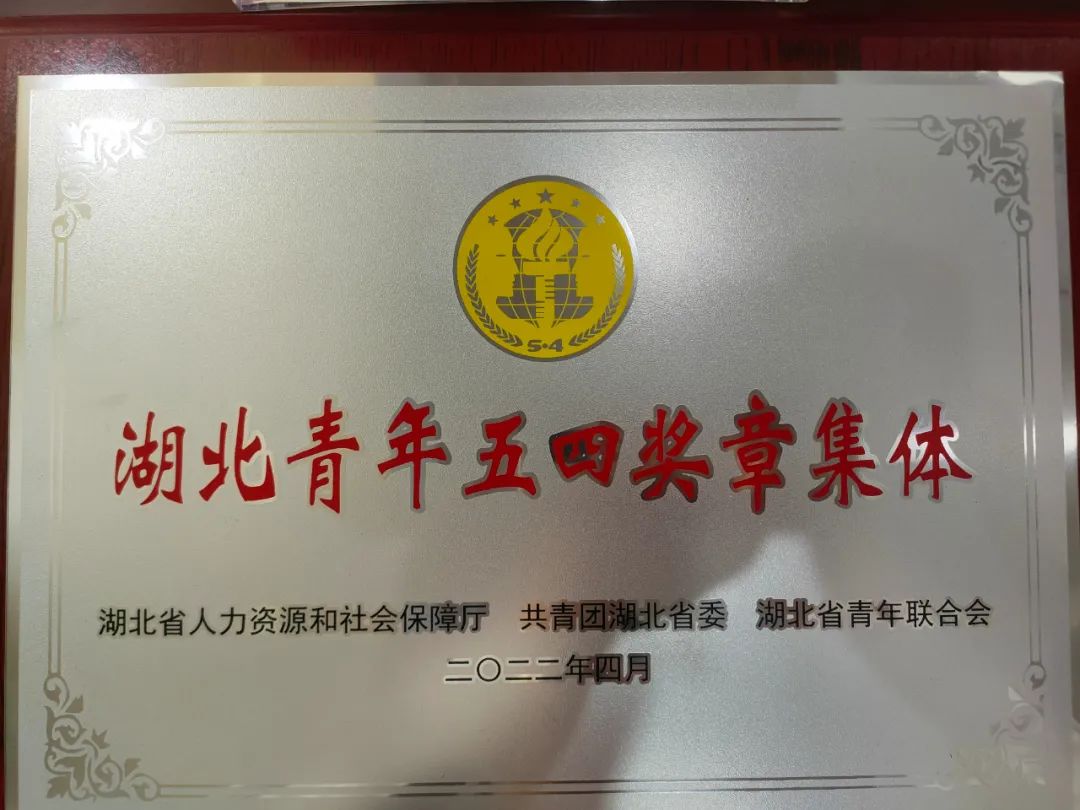 5·4
湖北青年五四奖章集体
湖北省人力资源和社会保障厅 共青团湖北省委 湖北省青年联合会
二〇二二年四月